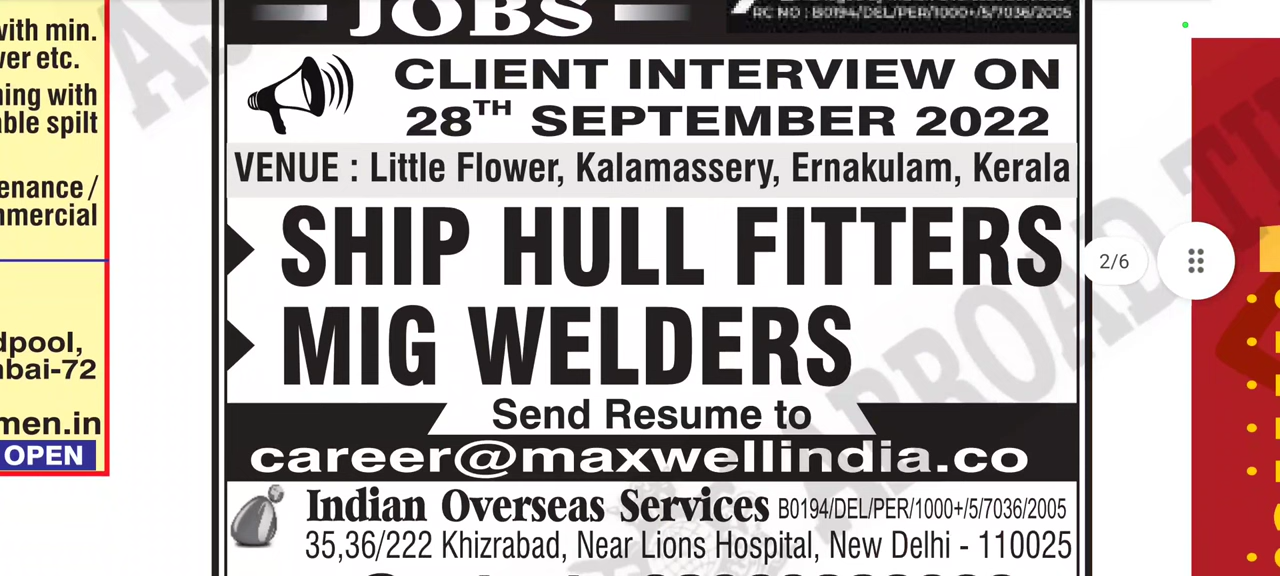 with min.
ver etc.
ning with
able spilt
enance /
mmercial
dpool,
bai-72
men.in
OPEN
JOBS
RC NO : B0194/DEL/PER/1000+/5/7036/2005
CLIENT INTERVIEW ON
28TH SEPTEMBER 2022
VENUE : Little Flower, Kalamassery, Ernakulam, Kerala
SHIP HULL FITTERS
MIG WELDERS
Send Resume to
career@maxwellindia.co
Indian Overseas Services B0194/DEL/PER/1000+/5/7036/2005
35,36/222 Khizrabad, Near Lions Hospital, New Delhi - 110025
2/6
ABROAD